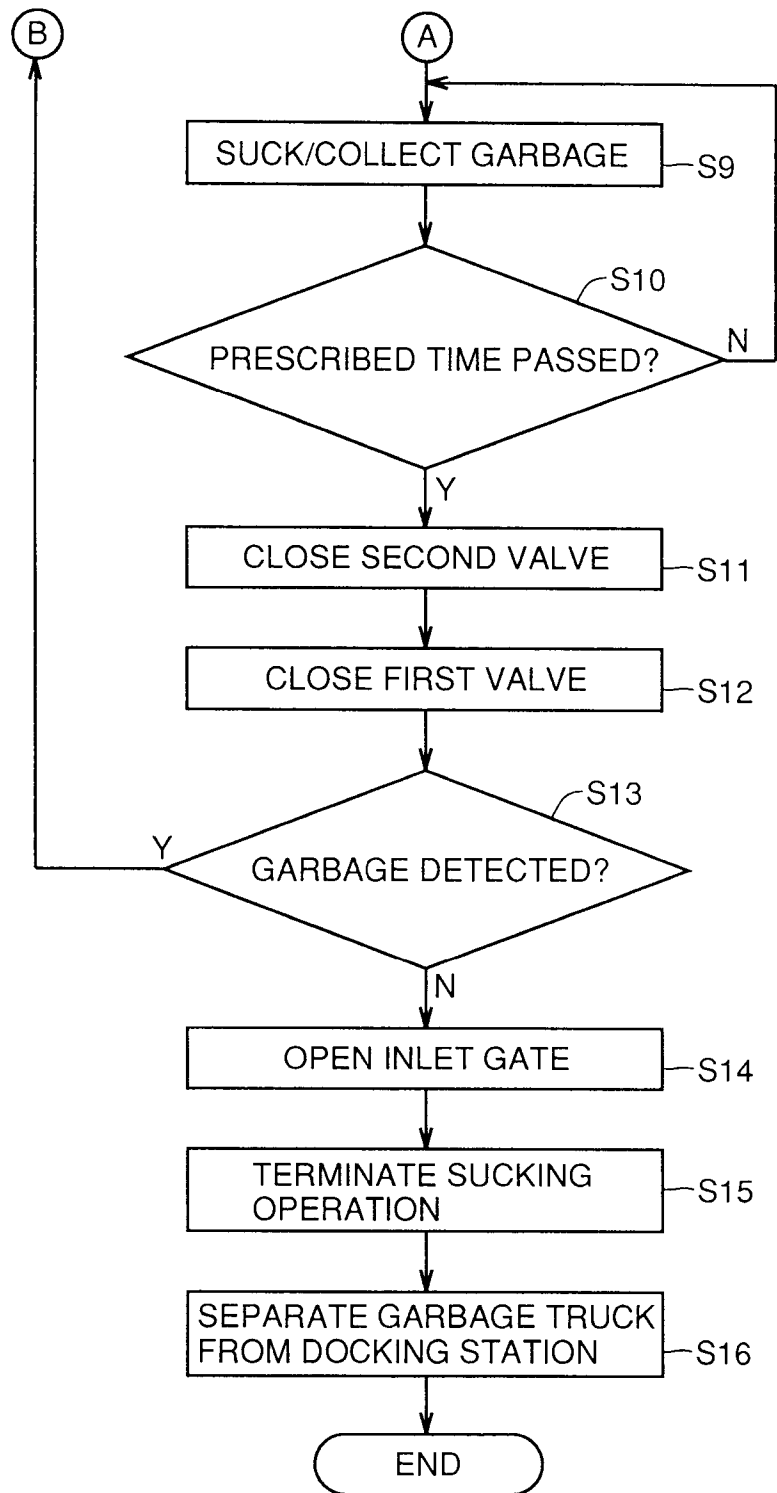 B
A
SUCK/COLLECT GARBAGE
S9
S10
PRESCRIBED TIME PASSED?
N
Y
CLOSE SECOND VALVE
S11
CLOSE FIRST VALVE
S12
S13
Y
GARBAGE DETECTED?
N
OPEN INLET GATE
S14
TERMINATE SUCKING
OPERATION
S15
SEPARATE GARBAGE TRUCK
FROM DOCKING STATION
S16
END